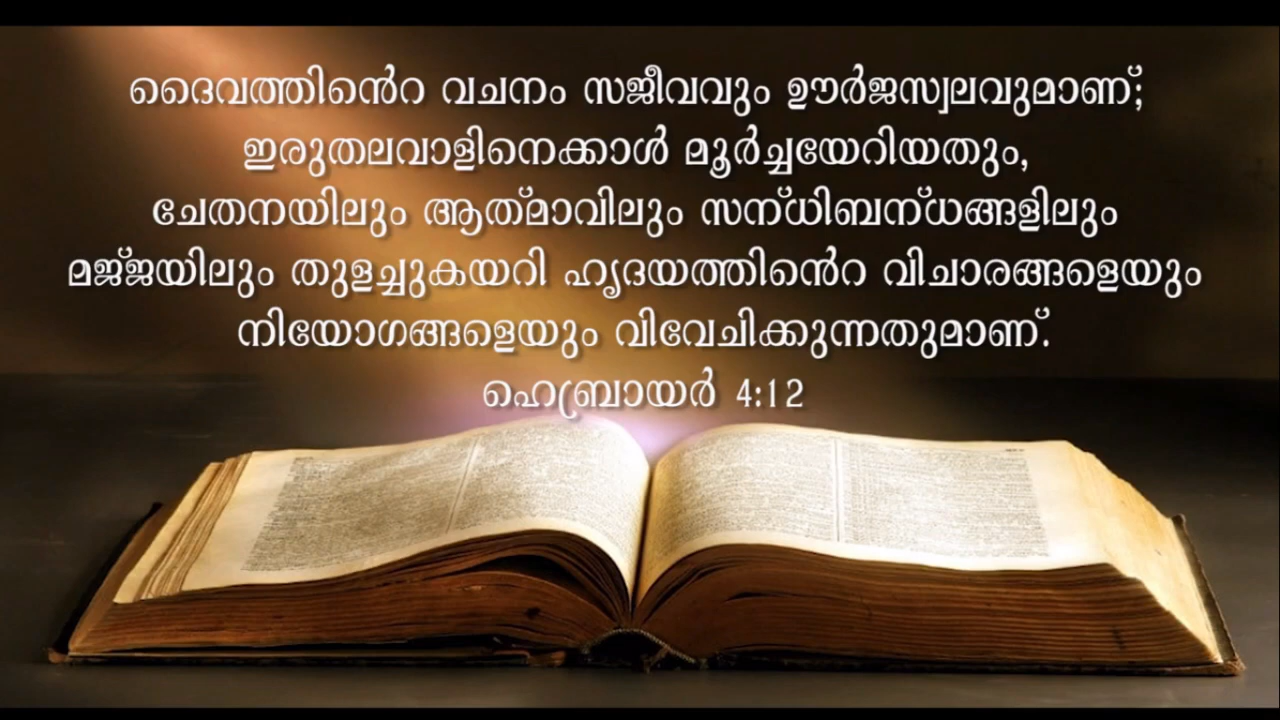 ദൈവത്തിൻെറ വചനം സജീവവും ഊർജസ്വലവുമാണ്;
ഇരുതലവാളിനെക്കാൾ മൂർച്ചയേറിയതും,
ചേതനയിലും ആത്‌മാവിലും സന്‌ധിബന്‌ധങ്ങളിലും
മജ്‌ജയിലും തുളച്ചുകയറി ഹൃദയത്തിൻെറ വിചാരങ്ങളെയും
നിയോഗങ്ങളെയും വിവേചിക്കുന്നതുമാണ്.
ഹെബ്രായർ 4:12